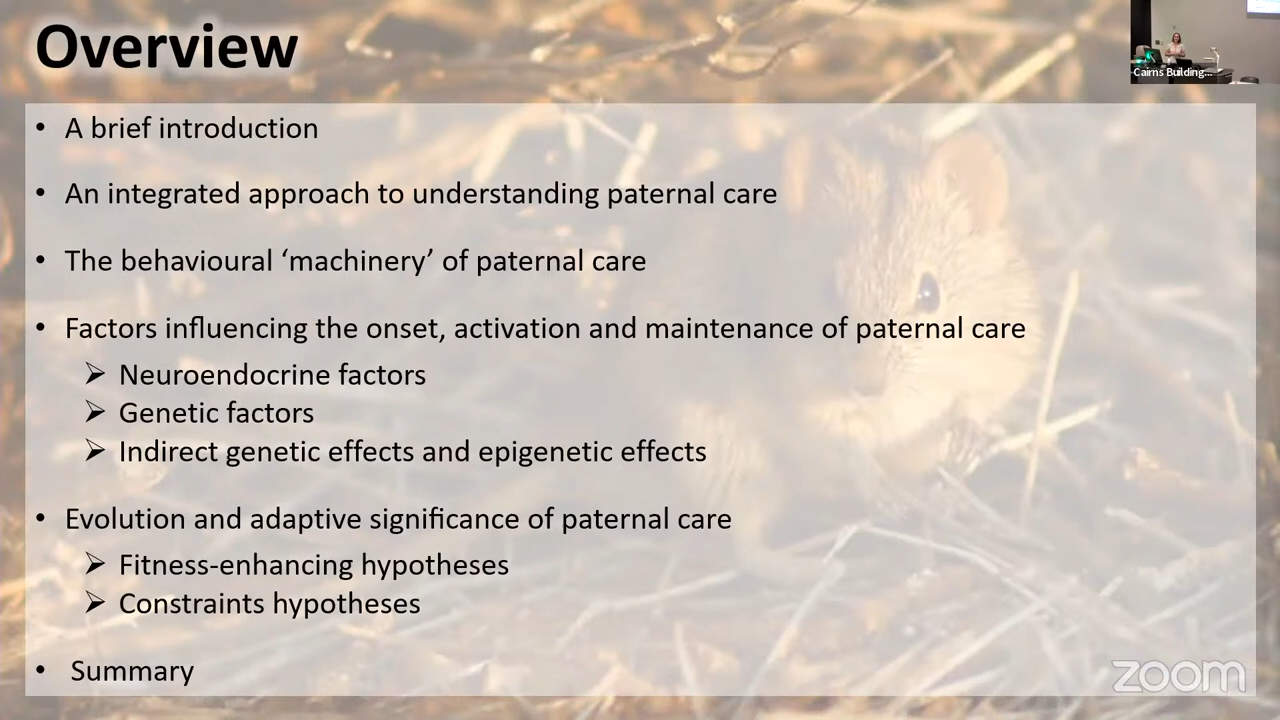 Overview
Cairns Building...
• A brief introduction
• An integrated approach to understanding paternal care
• The behavioural ‘machinery’ of paternal care
• Factors influencing the onset, activation and maintenance of paternal care
➢ Neuroendocrine factors
➢ Genetic factors
➢ Indirect genetic effects and epigenetic effects
• Evolution and adaptive significance of paternal care
➢ Fitness-enhancing hypotheses
➢ Constraints hypotheses
• Summary
zoom